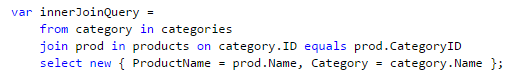 var innerJoinQuery =
from category in categories
join prod in products on category.ID equals prod.CategoryID
select new { ProductName = prod.Name, Category = category.Name };